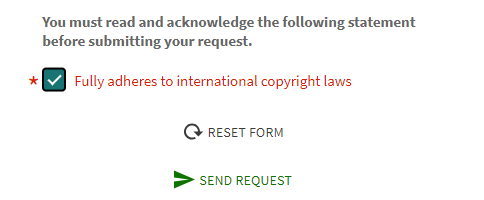 You must read and acknowledge the following statement
before submitting your request.
* Fully adheres to international copyright laws
RESET FORM
SEND REQUEST